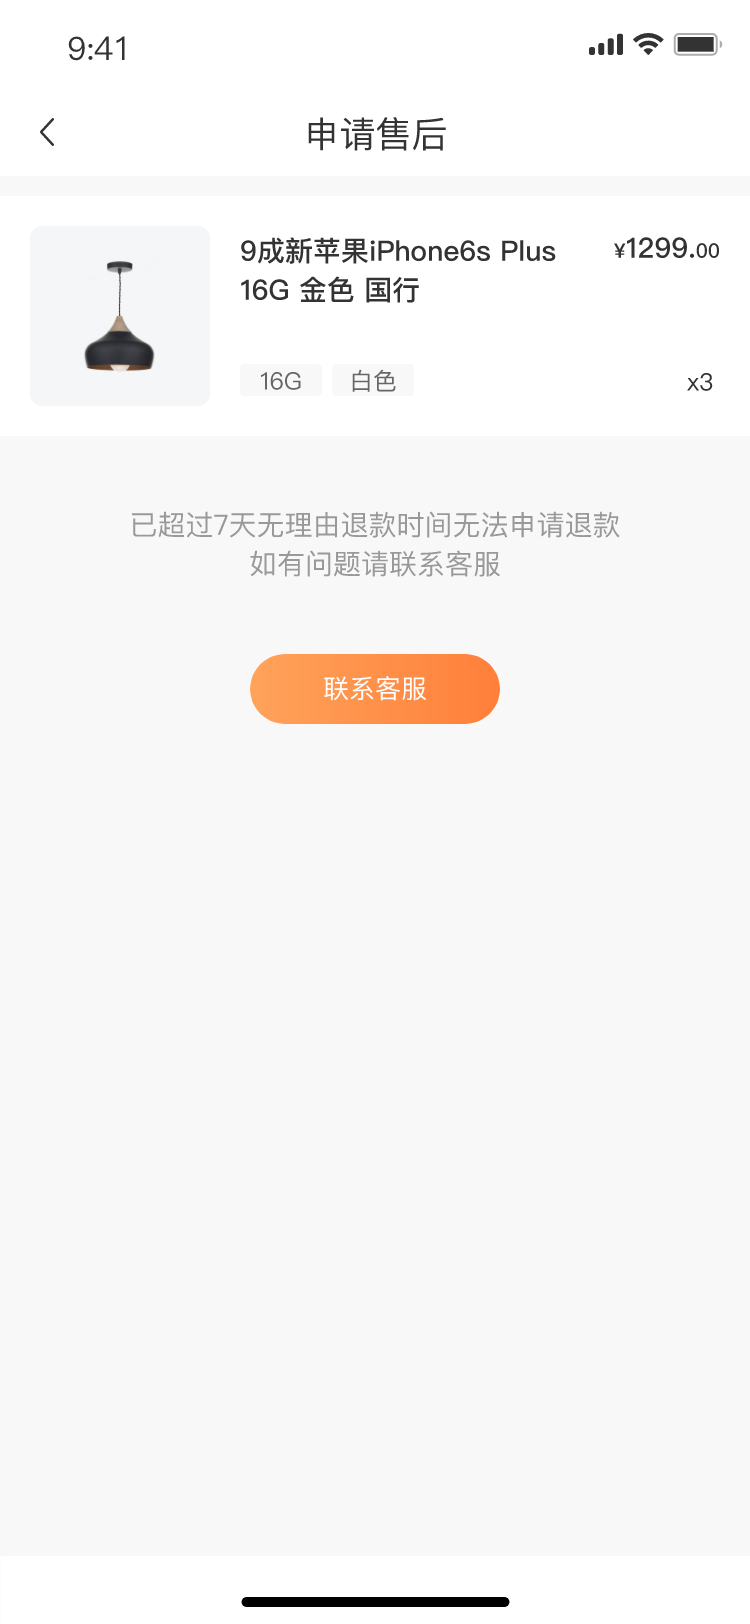 9:41
申请售后
9成新苹果iPhone6s Plus
¥1299.00
16G 金色 国行
16G 白色 x3
已超过7天无理由退款时间无法申请退款
如有问题请联系客服
联系客服